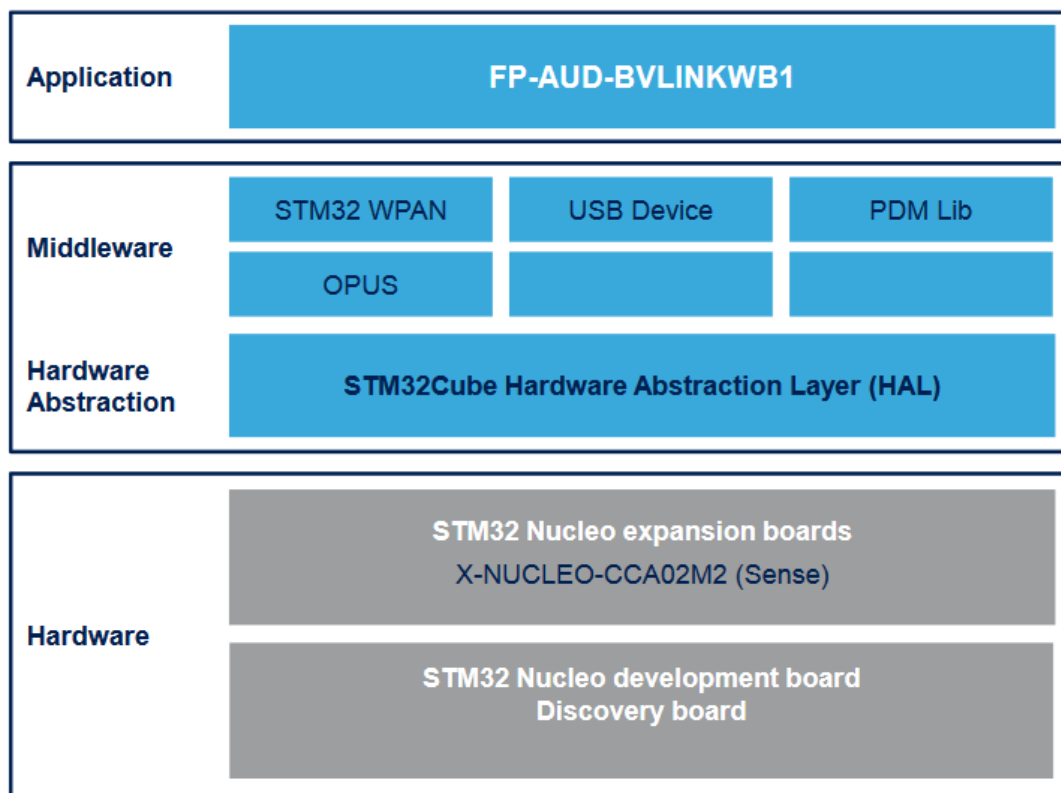 Application
FP-AUD-BVLINKWB1
Middleware
STM32 WPAN
USB Device
PDM Lib
OPUS
Hardware
Abstraction
STM32Cube Hardware Abstraction Layer (HAL)
Hardware
STM32 Nucleo expansion boards
X-NUCLEO-CCA02M2 (Sense)
STM32 Nucleo development board
Discovery board